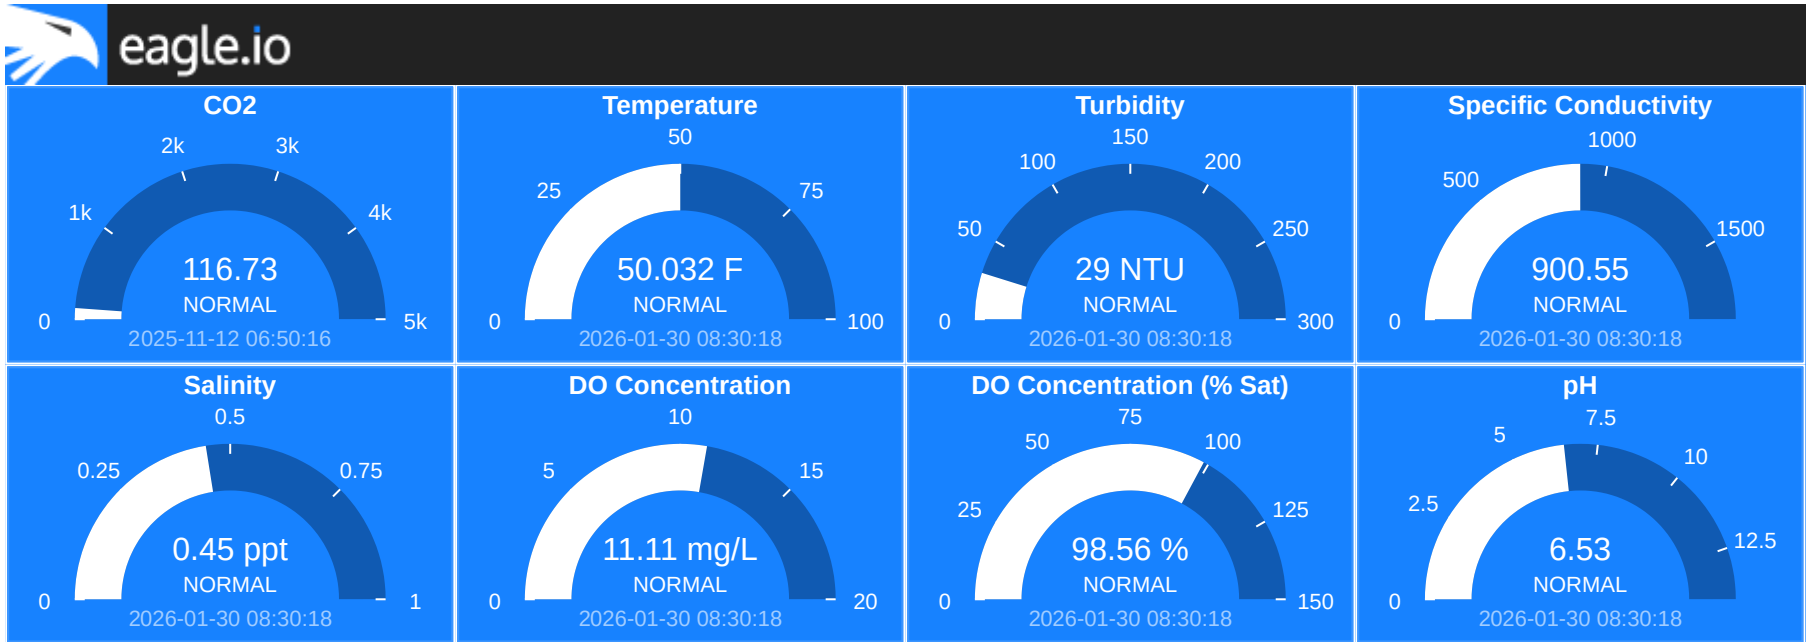 eagle.io
CO2
0
1k
2k
3k
4k
5k
116.73
NORMAL
2025-11-12 06:50:16
Temperature
0
25
50
75
100
50.032 F
NORMAL
2026-01-30 08:30:18
Turbidity
0
50
100
150
200
250
300
29 NTU
NORMAL
2026-01-30 08:30:18
Specific Conductivity
0
500
1000
1500
900.55
NORMAL
2026-01-30 08:30:18
Salinity
0
0.25
0.5
0.75
1
0.45 ppt
NORMAL
2026-01-30 08:30:18
DO Concentration
0
5
10
15
20
11.11 mg/L
NORMAL
2026-01-30 08:30:18
DO Concentration (% Sat)
0
25
50
75
100
125
150
98.56 %
NORMAL
2026-01-30 08:30:18
pH
0
2.5
5
7.5
10
12.5
6.53
NORMAL
2026-01-30 08:30:18